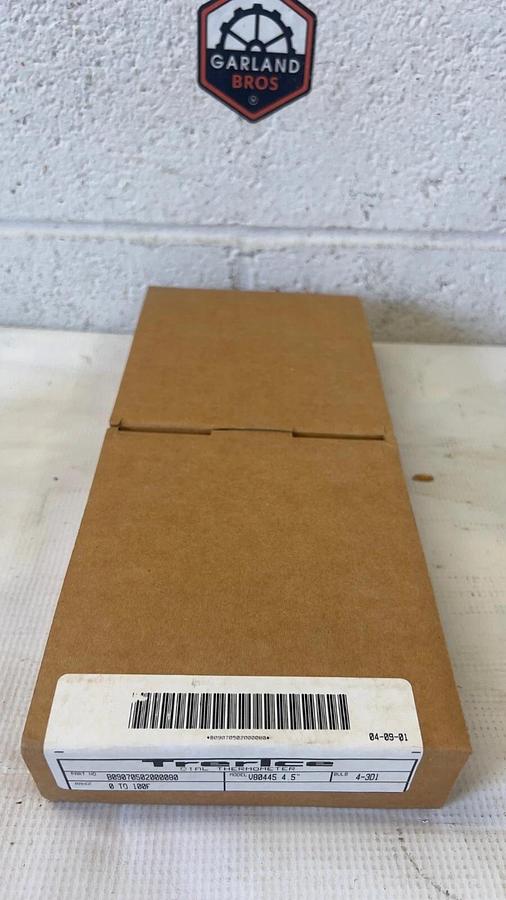 GARLAND
BROS
*B09070502000080*
04-09-01
Trerice
DIAL THERMOMETER
PART NO B09070502000080 MODEL V80445 4.5" BULB 4-3D1
RANGE 0 TO 100F